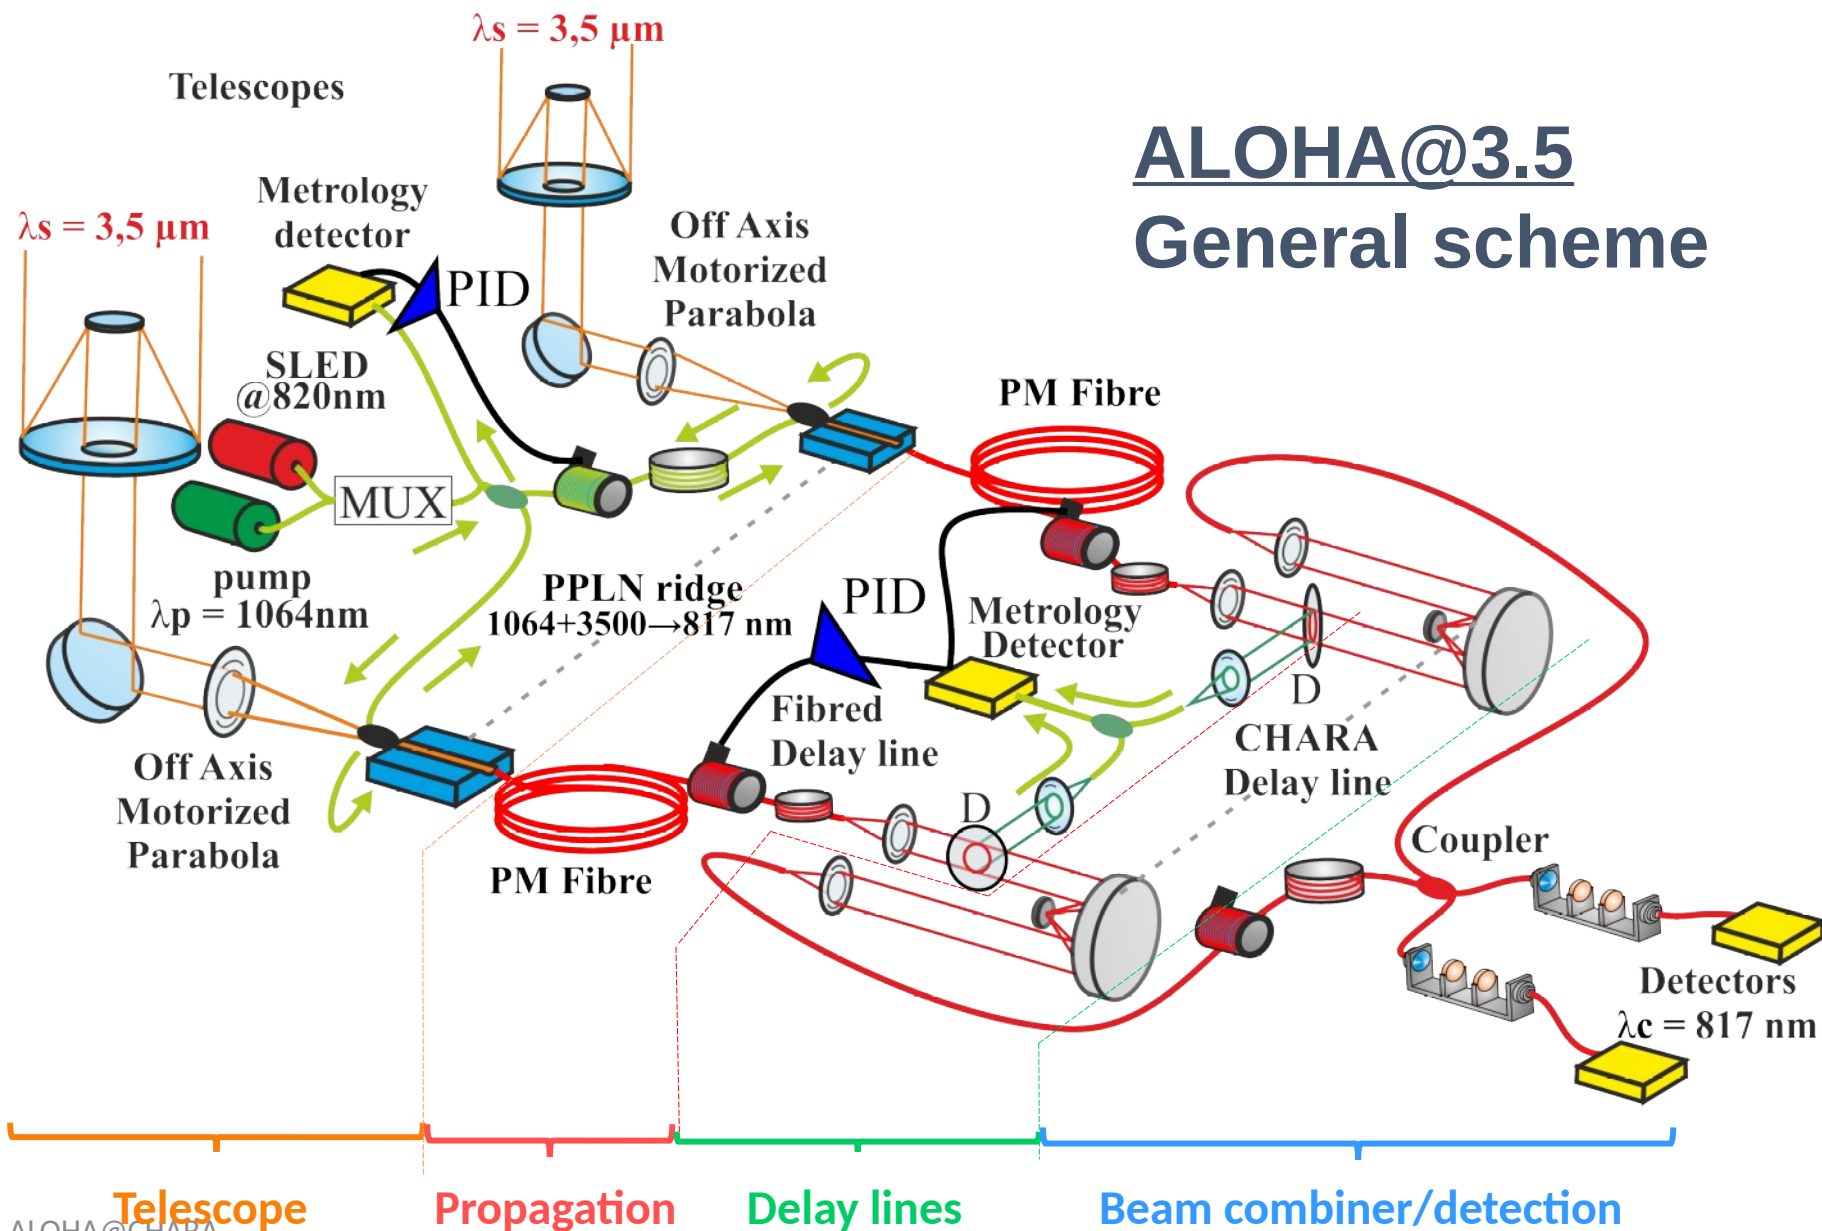 λs = 3,5 μm
Telescopes
ALOHA@3.5
General scheme
Metrology
detector
λs = 3,5 μm
PID
Off Axis
Motorized
Parabola
SLED
@820nm
PM Fibre
MUX
pump
λp = 1064nm
PPLN ridge
1064+3500→817 nm
PID
Metrology
Detector
D
Fibred
Delay line
CHARA
Delay line
Off Axis
Motorized
Parabola
D
PM Fibre
Coupler
Detectors
λc = 817 nm
Telescope
Propagation
Delay lines
Beam combiner/detection
ALOHA@CHARA